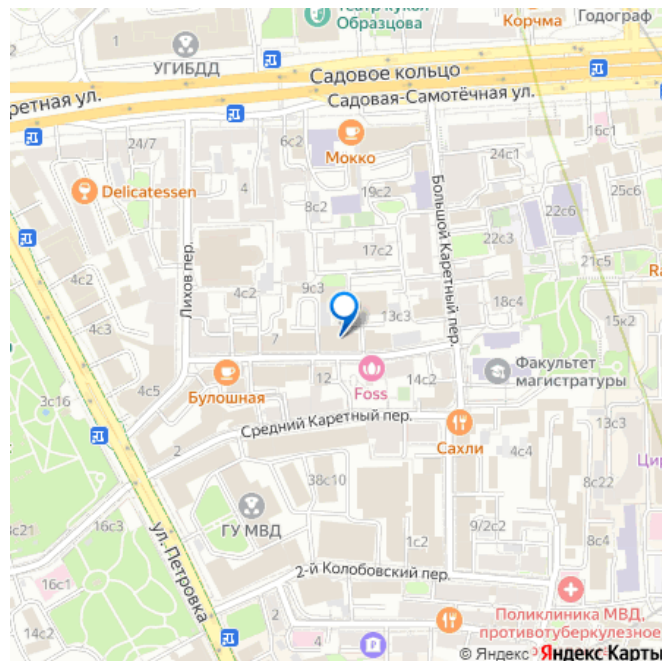 Театр кукол
Образцова
Корчма
Годограф
1
УГИБДД
Садовое кольцо
ретная ул.
Садовая-Самотёчная ул.
24/7
6с2
Мокко
16с1
24с1
Delicatessen
4
19с2
25с6
8с2
22с6
Большой Каретный пер.
Лихов пер.
17с2
22с3
21с5
4с2
9с3
Ra
4с2
18с4
13с3
4с3
15к2
7
Факультет
магистратуры
4с5
Булошная
12
Foss
14с2
3с16
Средний Каретный пер.
13с3
2
Сахли
4с4
Цир
38с10
8с22
ГУ МВД
9/2с2
16с3
с21
1с2
8с4
ул. Петровка
2-й Колобовский пер.
16с1
Поликлиника МВД,
противотуберкулезное
14с2
2
4
© Яндекс Яндекс Карты